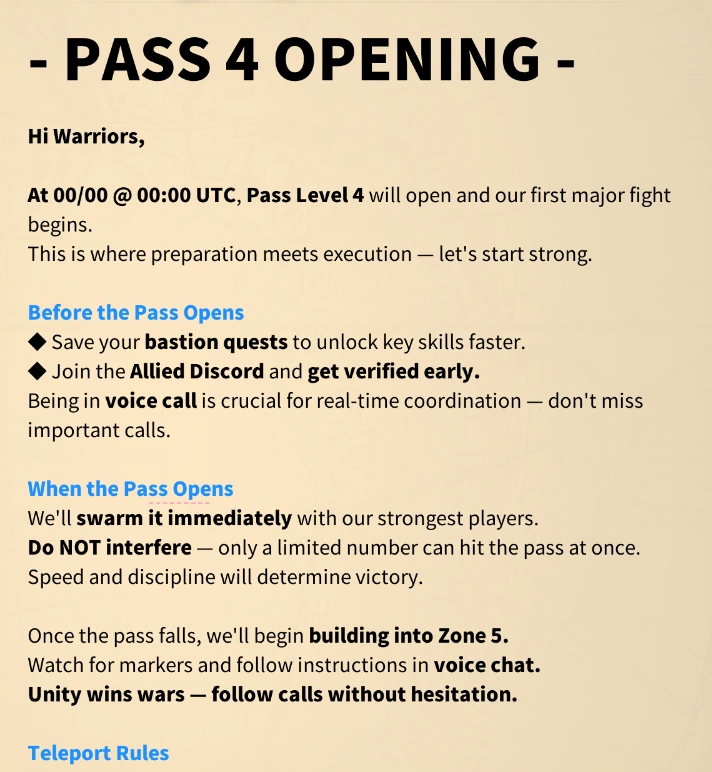 - PASS 4 OPENING -
Hi Warriors,
At 00/00 @ 00:00 UTC, Pass Level 4 will open and our first major fight
begins.
This is where preparation meets execution — let's start strong.
Before the Pass Opens
◆ Save your bastion quests to unlock key skills faster.
◆ Join the Allied Discord and get verified early.
Being in voice call is crucial for real-time coordination — don't miss
important calls.
When the Pass Opens
We'll swarm it immediately with our strongest players.
Do NOT interfere — only a limited number can hit the pass at once.
Speed and discipline will determine victory.
Once the pass falls, we'll begin building into Zone 5.
Watch for markers and follow instructions in voice chat.
Unity wins wars — follow calls without hesitation.
Teleport Rules